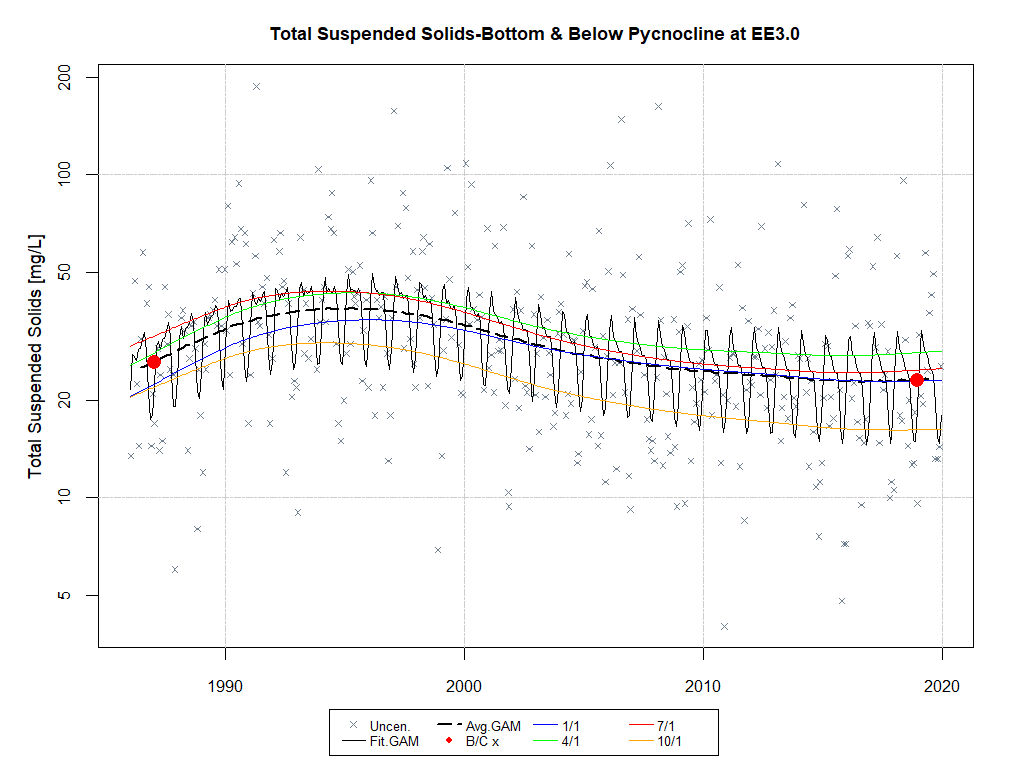 Total Suspended Solids-Bottom & Below Pycnocline at EE3.0
Total Suspended Solids [mg/L]
200
100
50
20
10
5
1990 2000 2010 2020
Uncen. Avg.GAM 1/1 7/1
Fit.GAM B/C x 4/1 10/1